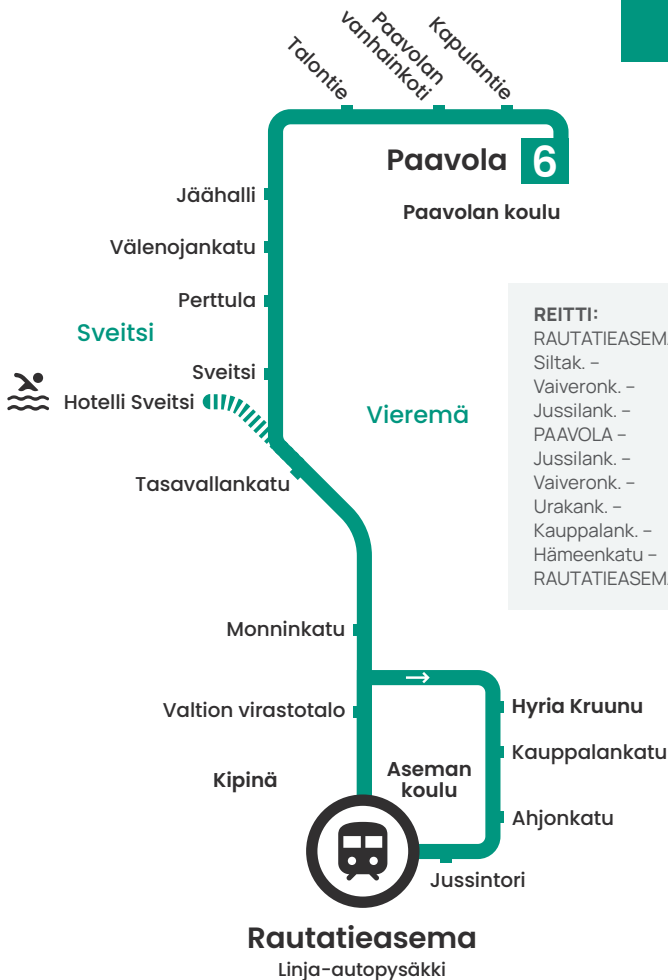 Talontie
Paavolan
vanhainkoti
Kapulantie
Paavola 6
Paavolan koulu
Jäähalli
Välenojankatu
Perttula
Sveitsi
Sveitsi
Hotelli Sveitsi
Vieremä
Tasavallankatu
REITTI:
RAUTATIEASEMA
Siltak. –
Vaiveronk. –
Jussilank. –
PAAVOLA –
Jussilank. –
Vaiveronk. –
Urakank. –
Kauppalank. –
Hämeenkatu –
RAUTATIEASEMA
Monninkatu
Valtion virastotalo
Hyria Kruunu
Kauppalankatu
Kipinä
Aseman
koulu
Ahjonkatu
Jussintori
Rautatieasema
Linja-autopysäkki